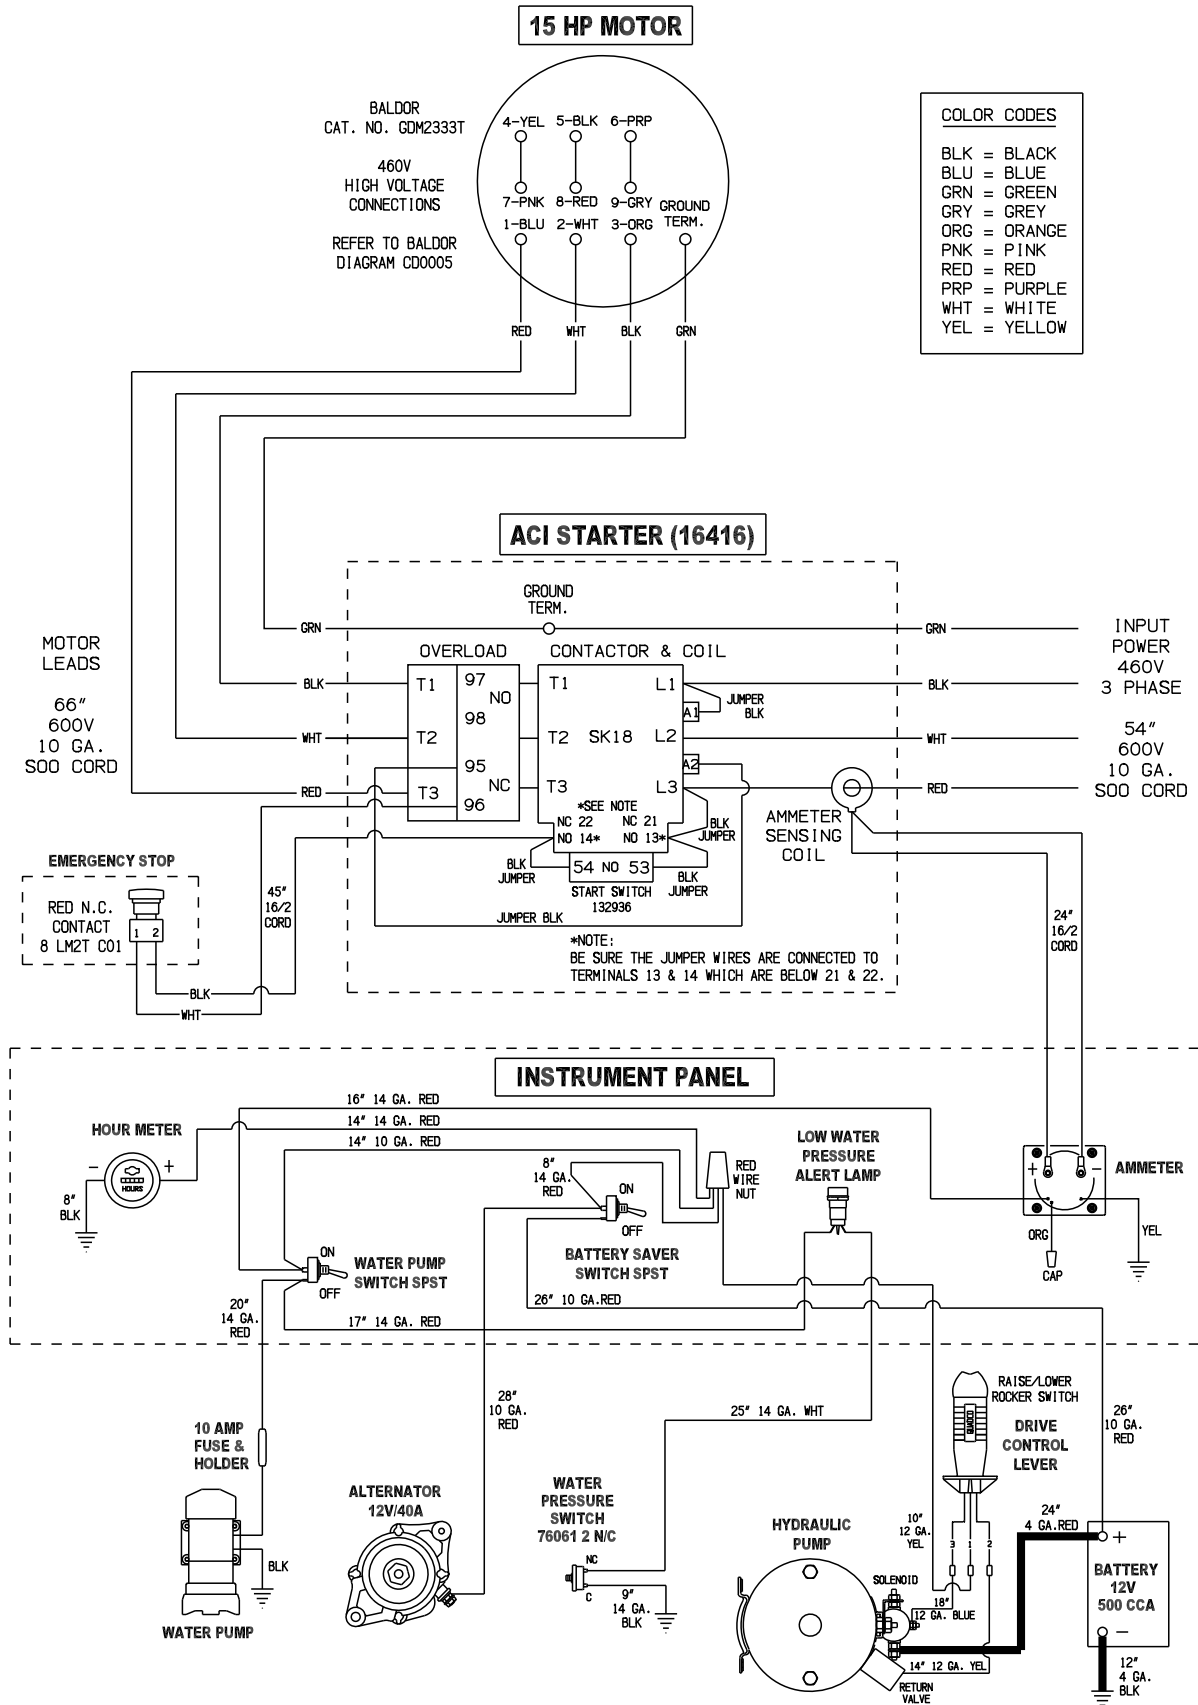 15 HP MOTOR
BALDOR
CAT. NO. GDM2333T
460V
HIGH VOLTAGE
CONNECTIONS
REFER TO BALDOR
DIAGRAM CD0005
4-YEL 5-BLK 6-PRP
7-PNK 8-RED 9-GRY GROUND
1-BLU 2-WHT 3-ORG TERM.
RED WHT BLK GRN
COLOR CODES
BLK = BLACK
BLU = BLUE
GRN = GREEN
GRY = GREY
ORG = ORANGE
PNK = PINK
RED = RED
PRP = PURPLE
WHT = WHITE
YEL = YELLOW
ACI STARTER (16416)
GROUND
TERM.
MOTOR
LEADS
66"
600V
10 GA.
SOO CORD
GRN
BLK
WHT
RED
OVERLOAD
T1
T2
T3
97
NO
98
95
NC
96
CONTACTOR & COIL
T1 L1
A1
T2 SK18 L2
A2
T3 L3
*SEE NOTE
NC 22 NC 21
NO 14* NO 13*
54 NO 53
START SWITCH
132936
JUMPER
BLK
BLK
JUMPER
BLK
JUMPER
BLK
JUMPER
JUMPER BLK
*NOTE:
BE SURE THE JUMPER WIRES ARE CONNECTED TO
TERMINALS 13 & 14 WHICH ARE BELOW 21 & 22.
GRN
BLK
WHT
RED
INPUT
POWER
460V
3 PHASE
54"
600V
10 GA.
SOO CORD
AMMETER
SENSING
COIL
24"
16/2
CORD
EMERGENCY STOP
RED N.C.
CONTACT
8 LM2T C01
1 2
45"
16/2
CORD
BLK
WHT
INSTRUMENT PANEL
16" 14 GA. RED
14" 14 GA. RED
14" 10 GA. RED
HOUR METER
- +
HOURS
8"
BLK
8"
14 GA.
RED
ON
OFF
BATTERY SAVER
SWITCH SPST
RED
WIRE
NUT
LOW WATER
PRESSURE
ALERT LAMP
AMMETER
+ -
ORG
CAP
YEL
ON
OFF
WATER PUMP
SWITCH SPST
26" 10 GA.RED
17" 14 GA. RED
20"
14 GA.
RED
28"
10 GA.
RED
25" 14 GA. WHT
10 AMP
FUSE &
HOLDER
BLK
WATER PUMP
ALTERNATOR
12V/40A
WATER
PRESSURE
SWITCH
76061 2 N/C
NC
C
9"
14 GA.
BLK
HYDRAULIC
PUMP
SOLENOID
18"
12 GA. BLUE
14" 12 GA. YEL
RETURN
VALVE
10"
12 GA.
YEL
3 1 2
RAISE/LOWER
ROCKER SWITCH
DRIVE
CONTROL
LEVER
26"
10 GA.
RED
24"
4 GA.RED
+
BATTERY
12V
500 CCA
-
12"
4 GA.
BLK